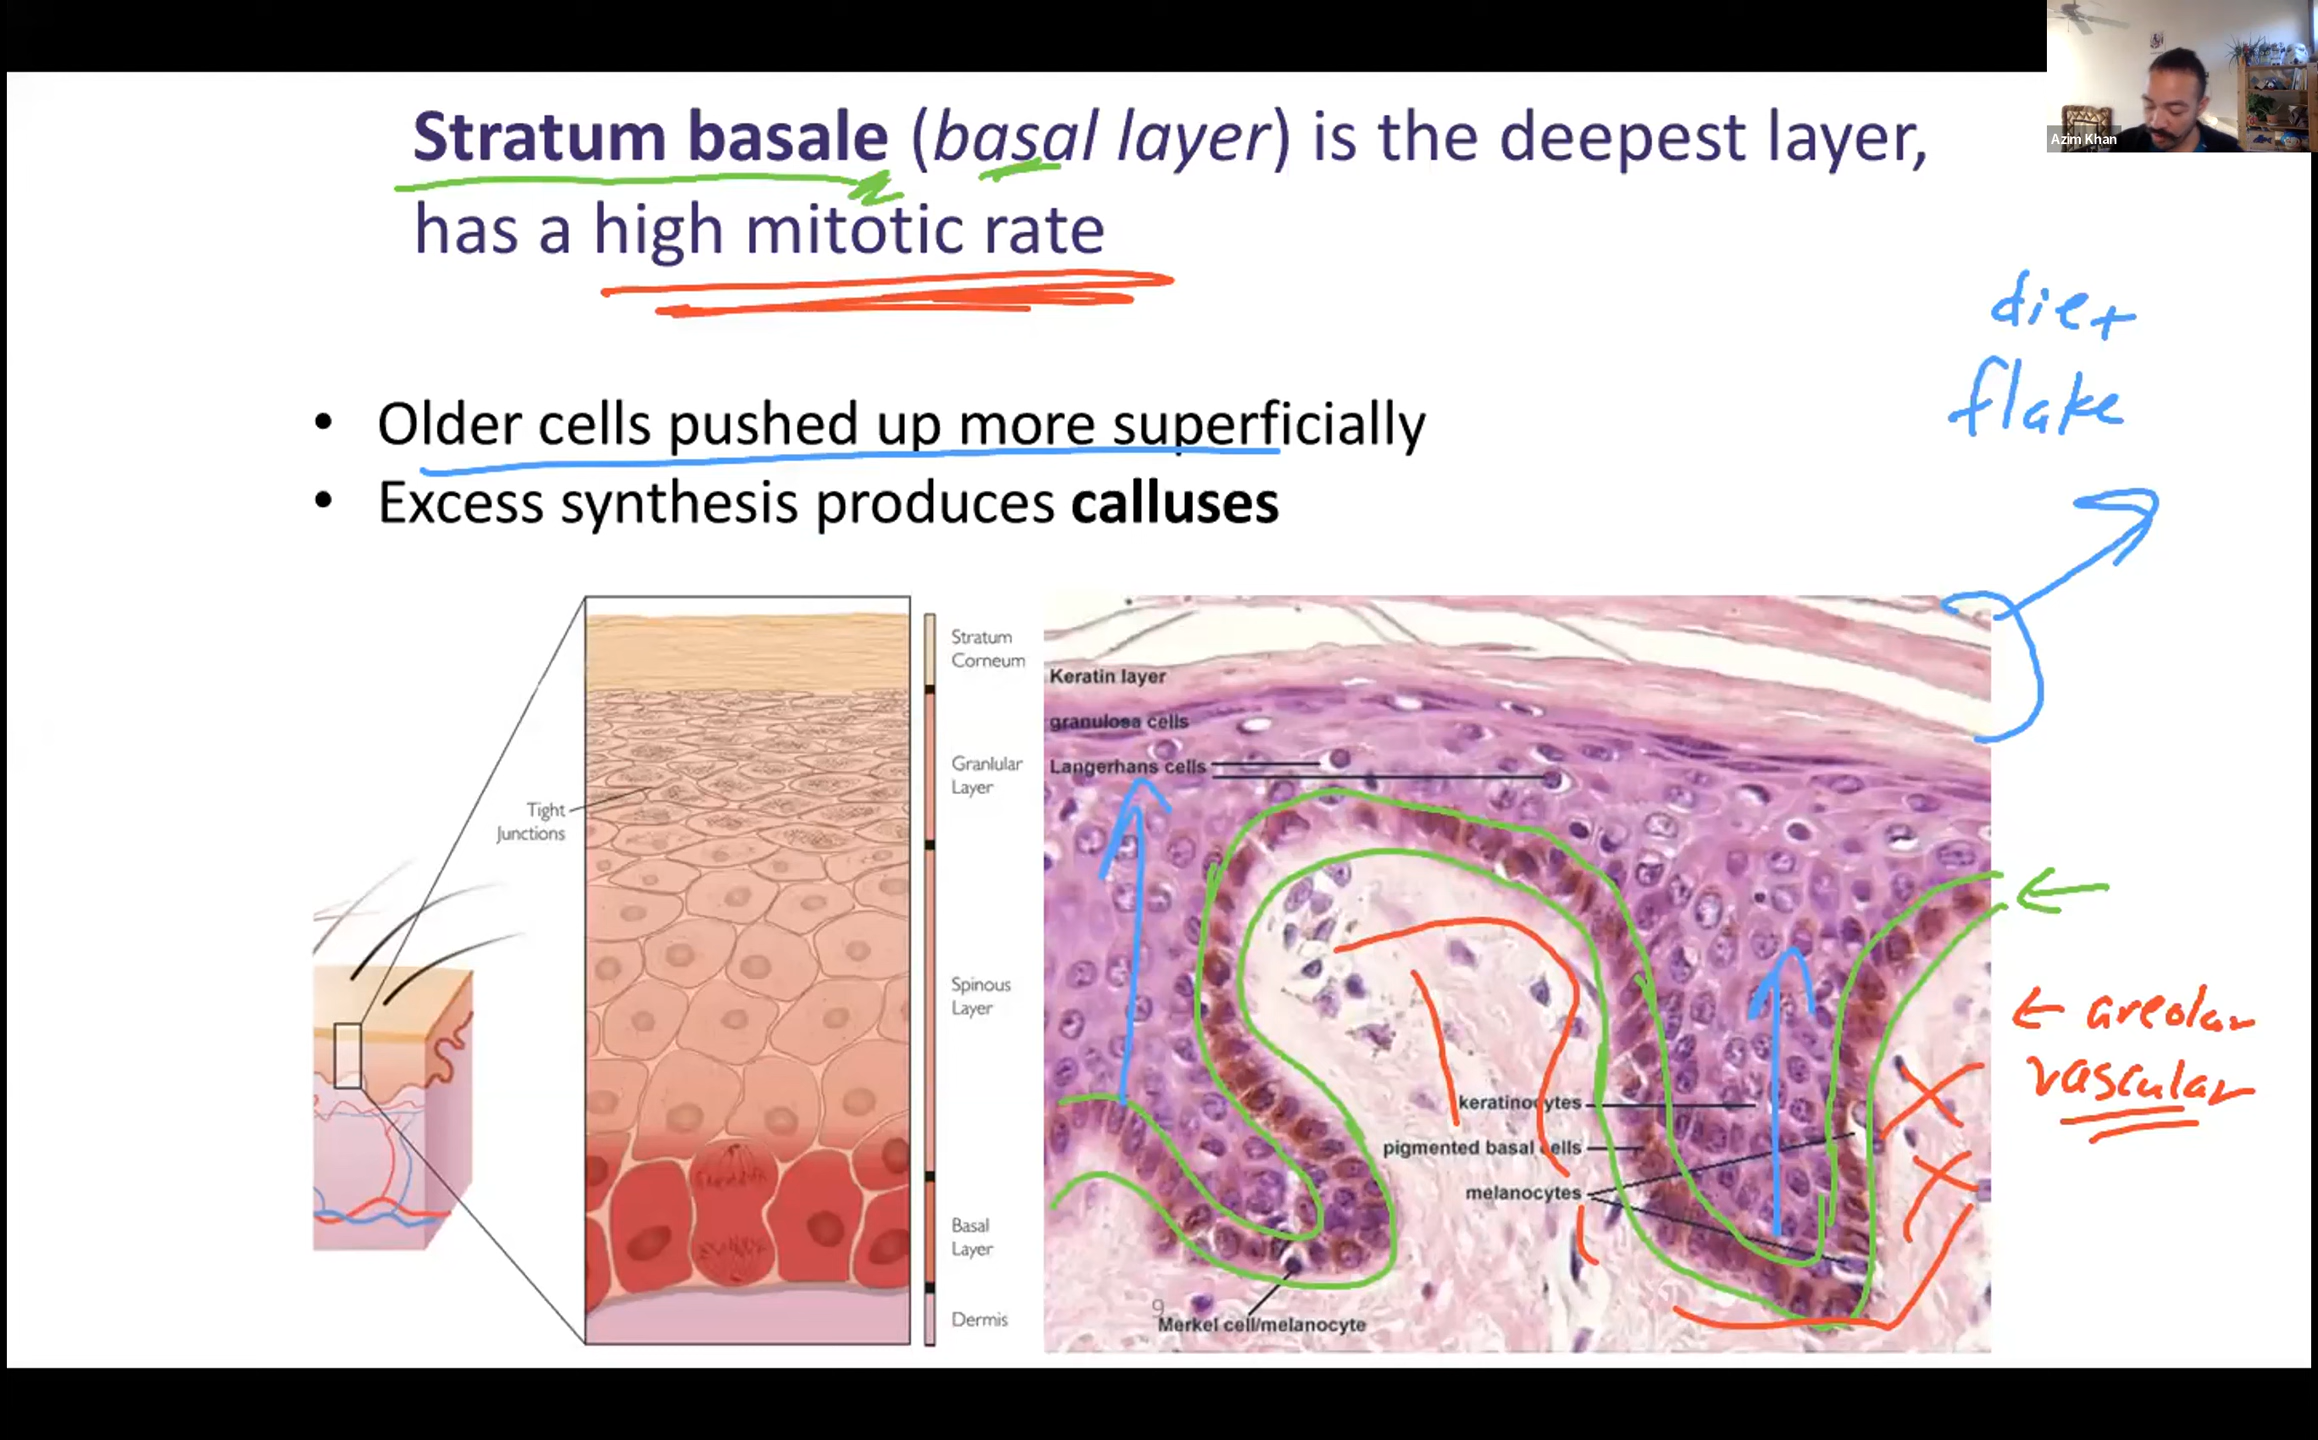 Azim Khan
Stratum basale (basal layer) is the deepest layer,
has a high mitotic rate
die +
flake
• Older cells pushed up more superficially
• Excess synthesis produces calluses
Stratum
Corneum
Granlular
Layer
Tight
Junctions
Spinous
Layer
Basal
Layer
Dermis
Keratin layer
granulosa cells
Langerhans cells
keratinocytes
pigmented basal cells
melanocytes
9
Merkel cell/melanocyte
← areolar
vascular